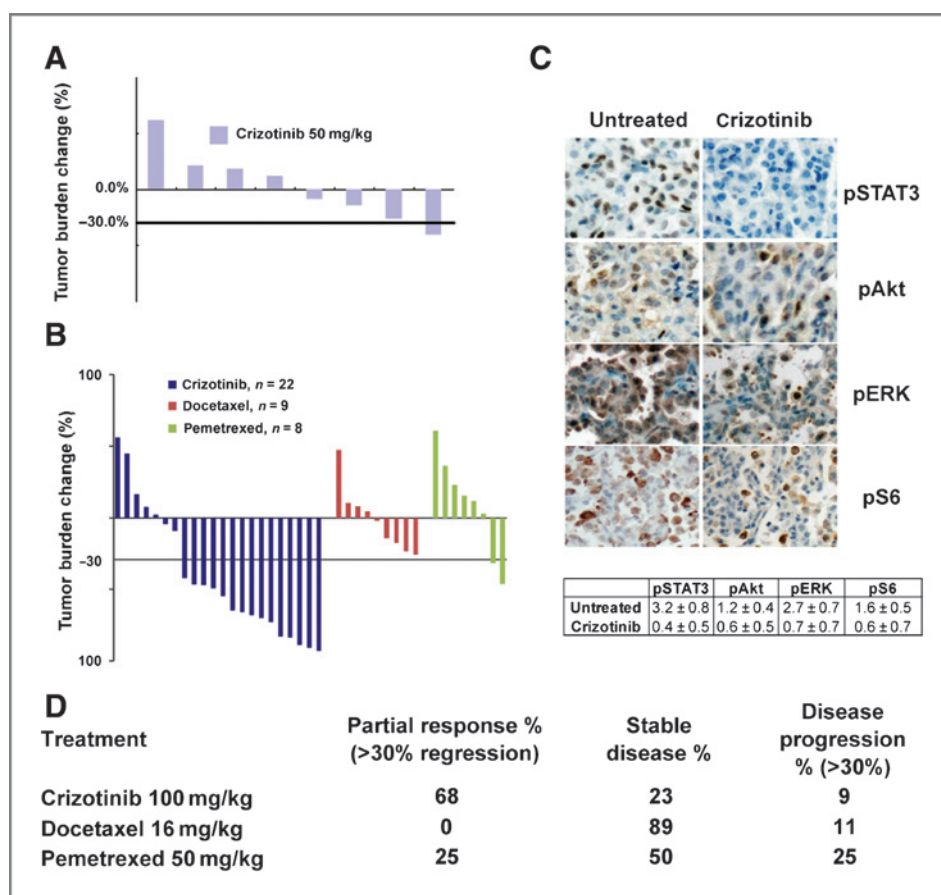 A
Tumor burden change (%)
Crizotinib 50 mg/kg
0.0%
–30.0%
B
Tumor burden change (%)
100
–30
100
Crizotinib, n = 22
Docetaxel, n = 9
Pemetrexed, n = 8
C
Untreated Crizotinib
pSTAT3
pAkt
pERK
pS6
pSTAT3 pAkt pERK pS6
Untreated 3.2 ± 0.8 1.2 ± 0.4 2.7 ± 0.7 1.6 ± 0.5
Crizotinib 0.4 ± 0.5 0.6 ± 0.5 0.7 ± 0.7 0.6 ± 0.7
D
Treatment
Partial response %
(>30% regression)
Stable
disease %
Disease
progression
% (>30%)
Crizotinib 100 mg/kg 68 23 9
Docetaxel 16 mg/kg 0 89 11
Pemetrexed 50 mg/kg 25 50 25